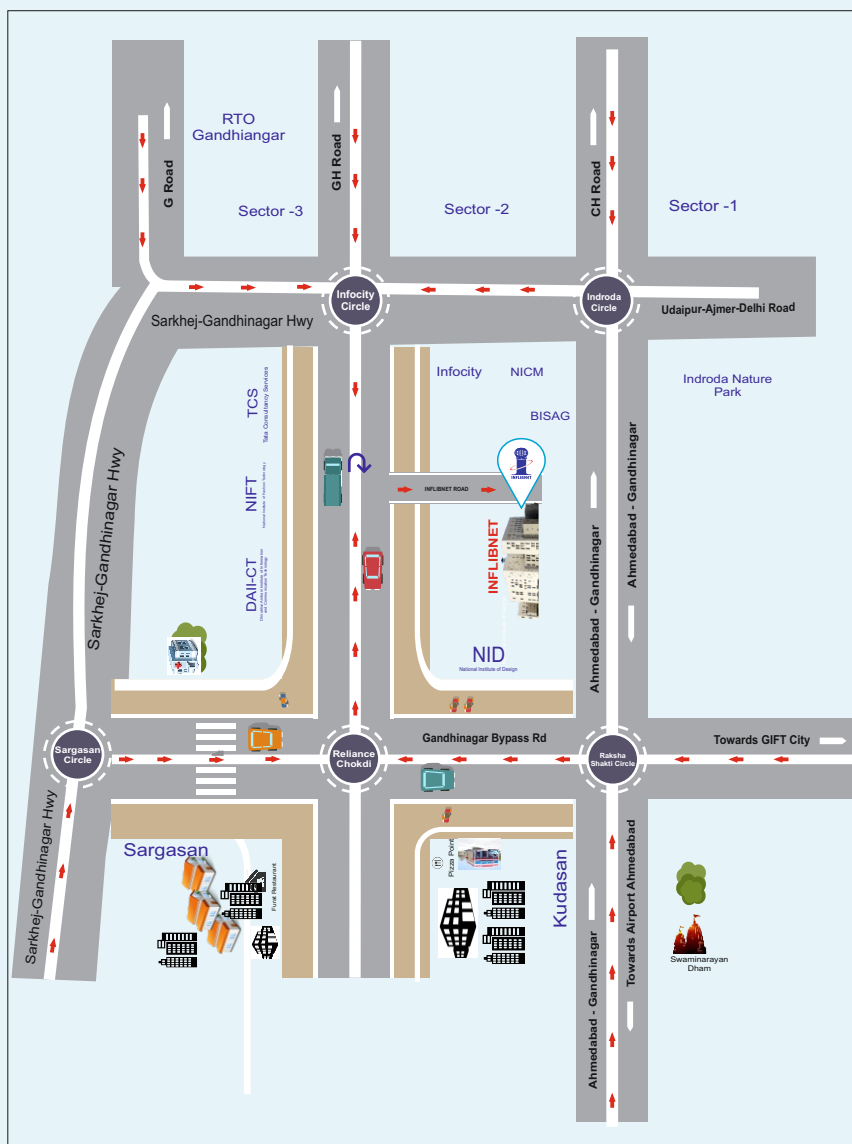 RTO
Gandhiangar
G Road
GH Road
CH Road
Sector -3
Sector -2
Sector -1
Infocity
Circle
Indroda
Circle
Sarkhej-Gandhinagar Hwy
Udaipur-Ajmer-Delhi Road
Infocity
NICM
BISAG
Indroda Nature
Park
TCS
Tata Consultancy Services
NIFT
DAII-CT
INFLIBNET
INFLIBNET ROAD
INFLIBNET
NID
National Institute of Design
Sarkhej-Gandhinagar Hwy
Ahmedabad - Gandhinagar
Ahmedabad - Gandhinagar
Sargasan
Circle
Reliance
Chokdi
Gandhinagar Bypass Rd
Raksha
Shakti Circle
Towards GIFT City
Sarkhej-Gandhinagar Hwy
Sargasan
Furat Restaurant
Pizza Point
Kudasan
Ahmedabad - Gandhinagar
Towards Airport Ahmedabad
Swaminarayan
Dham